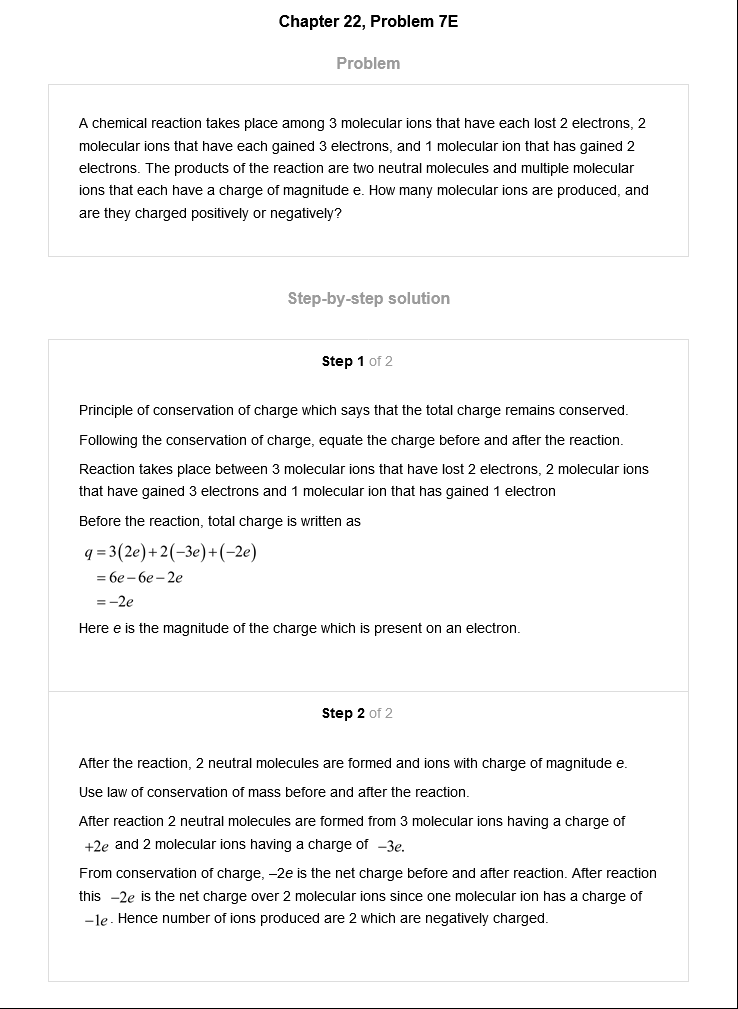 Chapter 22, Problem 7E
Problem
A chemical reaction takes place among 3 molecular ions that have each lost 2 electrons, 2
molecular ions that have each gained 3 electrons, and 1 molecular ion that has gained 2
electrons. The products of the reaction are two neutral molecules and multiple molecular
ions that each have a charge of magnitude e. How many molecular ions are produced, and
are they charged positively or negatively?
Step-by-step solution
Step 1 of 2
Principle of conservation of charge which says that the total charge remains conserved.
Following the conservation of charge, equate the charge before and after the reaction.
Reaction takes place between 3 molecular ions that have lost 2 electrons, 2 molecular ions
that have gained 3 electrons and 1 molecular ion that has gained 1 electron
Before the reaction, total charge is written as
q = 3(2e)+2(−3e)+(−2e)
= 6e−6e−2e
= −2e
Here e is the magnitude of the charge which is present on an electron.
Step 2 of 2
After the reaction, 2 neutral molecules are formed and ions with charge of magnitude e.
Use law of conservation of mass before and after the reaction.
After reaction 2 neutral molecules are formed from 3 molecular ions having a charge of
+2e and 2 molecular ions having a charge of −3e.
From conservation of charge, –2e is the net charge before and after reaction. After reaction
this −2e is the net charge over 2 molecular ions since one molecular ion has a charge of
−1e. Hence number of ions produced are 2 which are negatively charged.